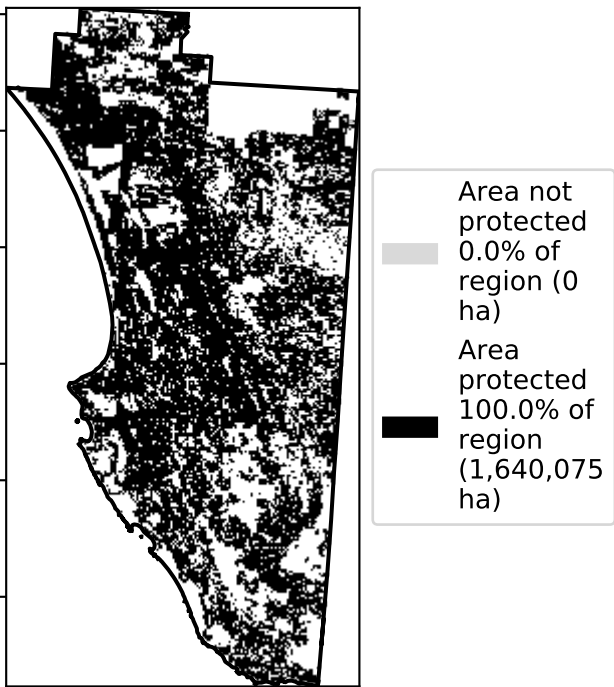 Area not
protected
0.0% of
region (0
ha)
Area
protected
100.0% of
region
(1,640,075
ha)